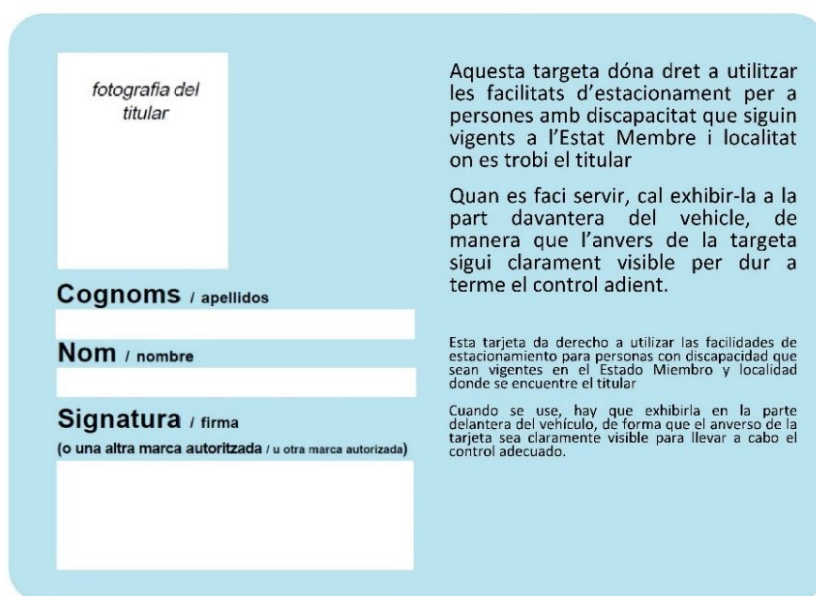 fotografia del
titular
Cognoms / apellidos
Nom / nombre
Signatura / firma
(o una altra marca autoritzada / u otra marca autorizada)
Aquesta targeta dóna dret a utilitzar
les facilitats d'estacionament per a
persones amb discapacitat que siguin
vigents a l'Estat Membre i localitat
on es trobi el titular
Quan es faci servir, cal exhibir-la a la
part davantera del vehicle, de
manera que l'anvers de la targeta
sigui clarament visible per dur a
terme el control adient.
Esta tarjeta da derecho a utilizar las facilidades de
estacionamiento para personas con discapacidad que
sean vigentes en el Estado Miembro y localidad
donde se encuentre el titular
Cuando se use, hay que exhibirla en la parte
delantera del vehículo, de forma que el anverso de la
tarjeta sea claramente visible para llevar a cabo el
control adecuado.